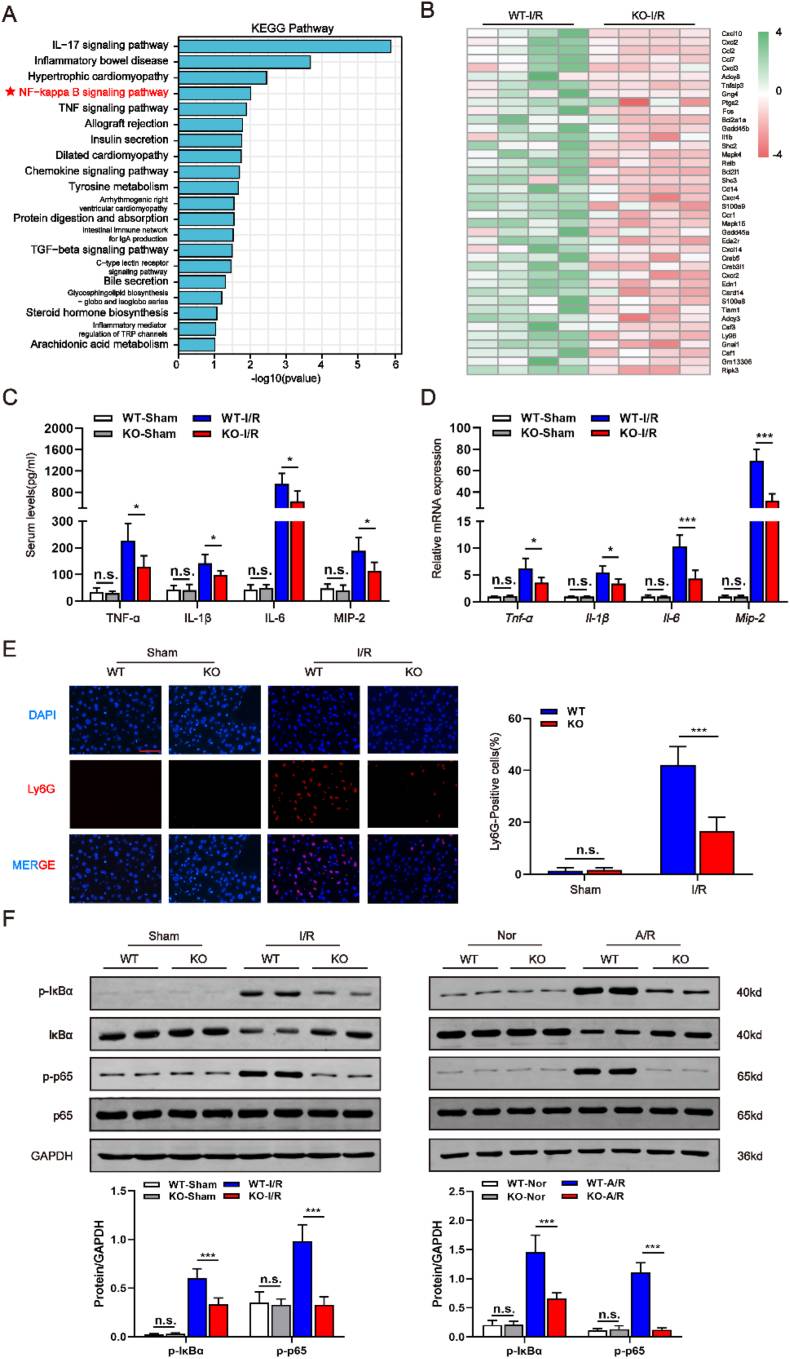 A
KEGG Pathway
IL-17 signaling pathway
Inflammatory bowel disease
Hypertrophic cardiomyopathy
★ NF-kappa B signaling pathway
TNF signaling pathway
Allograft rejection
Insulin secretion
Dilated cardiomyopathy
Chemokine signaling pathway
Tyrosine metabolism
Arrhythmogenic right
ventricular cardiomyopathy
Protein digestion and absorption
Intestinal immune network
for IgA production
TGF-beta signaling pathway
C-type lectin receptor
signaling pathway
Bile secretion
Glycosphingolipid biosynthesis
- globo and isoglobo series
Steroid hormone biosynthesis
Inflammatory mediator
regulation of TRP channels
Arachidonic acid metabolism
0 1 2 3 4 5 6
-log10(pvalue)
B
WT-I/R KO-I/R
Cxcl10
Cxcl2
Ccl2
Ccl7
Cxcl3
Adcy8
Tnfaip3
Gng4
Ptgs2
Fos
Bcl2a1a
Gadd45b
Il1b
Shc2
Mapk4
Relb
Bcl2l1
Shc3
Cd14
Cxcr4
S100a9
Ccr1
Mapk15
Gadd45a
Eda2r
Cxcl14
Creb5
Creb3l1
Cxcr2
Edn1
Card14
S100a8
Tiam1
Adcy3
Csf3
Ly96
Gnai1
Csf1
Gm13306
Ripk3
4
2
0
-2
-4
C
WT-Sham WT-I/R
KO-Sham KO-I/R
Serum levels(pg/ml)
2000
1600
1200
800
300
200
100
0
n.s. * n.s. * n.s. * n.s. *
TNF-α IL-1β IL-6 MIP-2
D
WT-Sham WT-I/R
KO-Sham KO-I/R
Relative mRNA expression
100
80
60
40
20
15
10
5
0
n.s. * n.s. * n.s. *** n.s. ***
Tnf-α Il-1β Il-6 Mip-2
E
Sham I/R
WT KO WT KO
DAPI
Ly6G
MERGE
WT
KO
Ly6G-Positive cells(%)
60
40
20
0
n.s. ***
Sham I/R
F
Sham I/R
WT KO WT KO
Nor A/R
WT KO WT KO
p-IκBα 40kd
IκBα 40kd
p-p65 65kd
p65 65kd
GAPDH 36kd
WT-Sham WT-I/R
KO-Sham KO-I/R
Protein/GAPDH
1.5
1.0
0.5
0.0
n.s. *** n.s. ***
p-IκBα p-p65
WT-Nor WT-A/R
KO-Nor KO-A/R
Protein/GAPDH
2.5
2.0
1.5
1.0
0.5
0.0
n.s. *** n.s. ***
p-IκBα p-p65